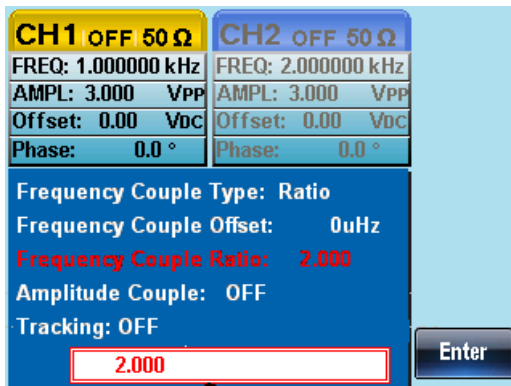 CH1 OFF 50 Ω CH2 OFF 50 Ω
FREQ: 1.000000 kHz FREQ: 2.000000 kHz
AMPL: 3.000 VPP AMPL: 3.000 VPP
Offset: 0.00 VDC Offset: 0.00 VDC
Phase: 0.0 ° Phase: 0.0 °
Frequency Couple Type: Ratio
Frequency Couple Offset: 0uHz
Frequency Couple Ratio: 2.000
Amplitude Couple: OFF
Tracking: OFF
2.000
Enter